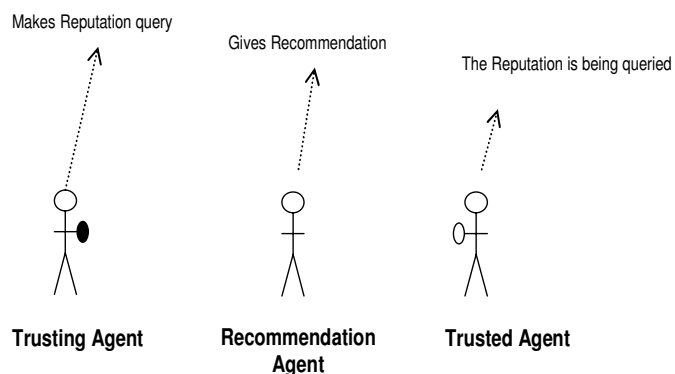 Makes Reputation query
Gives Recommendation
The Reputation is being queried
Trusting Agent
Recommendation
Agent
Trusted Agent